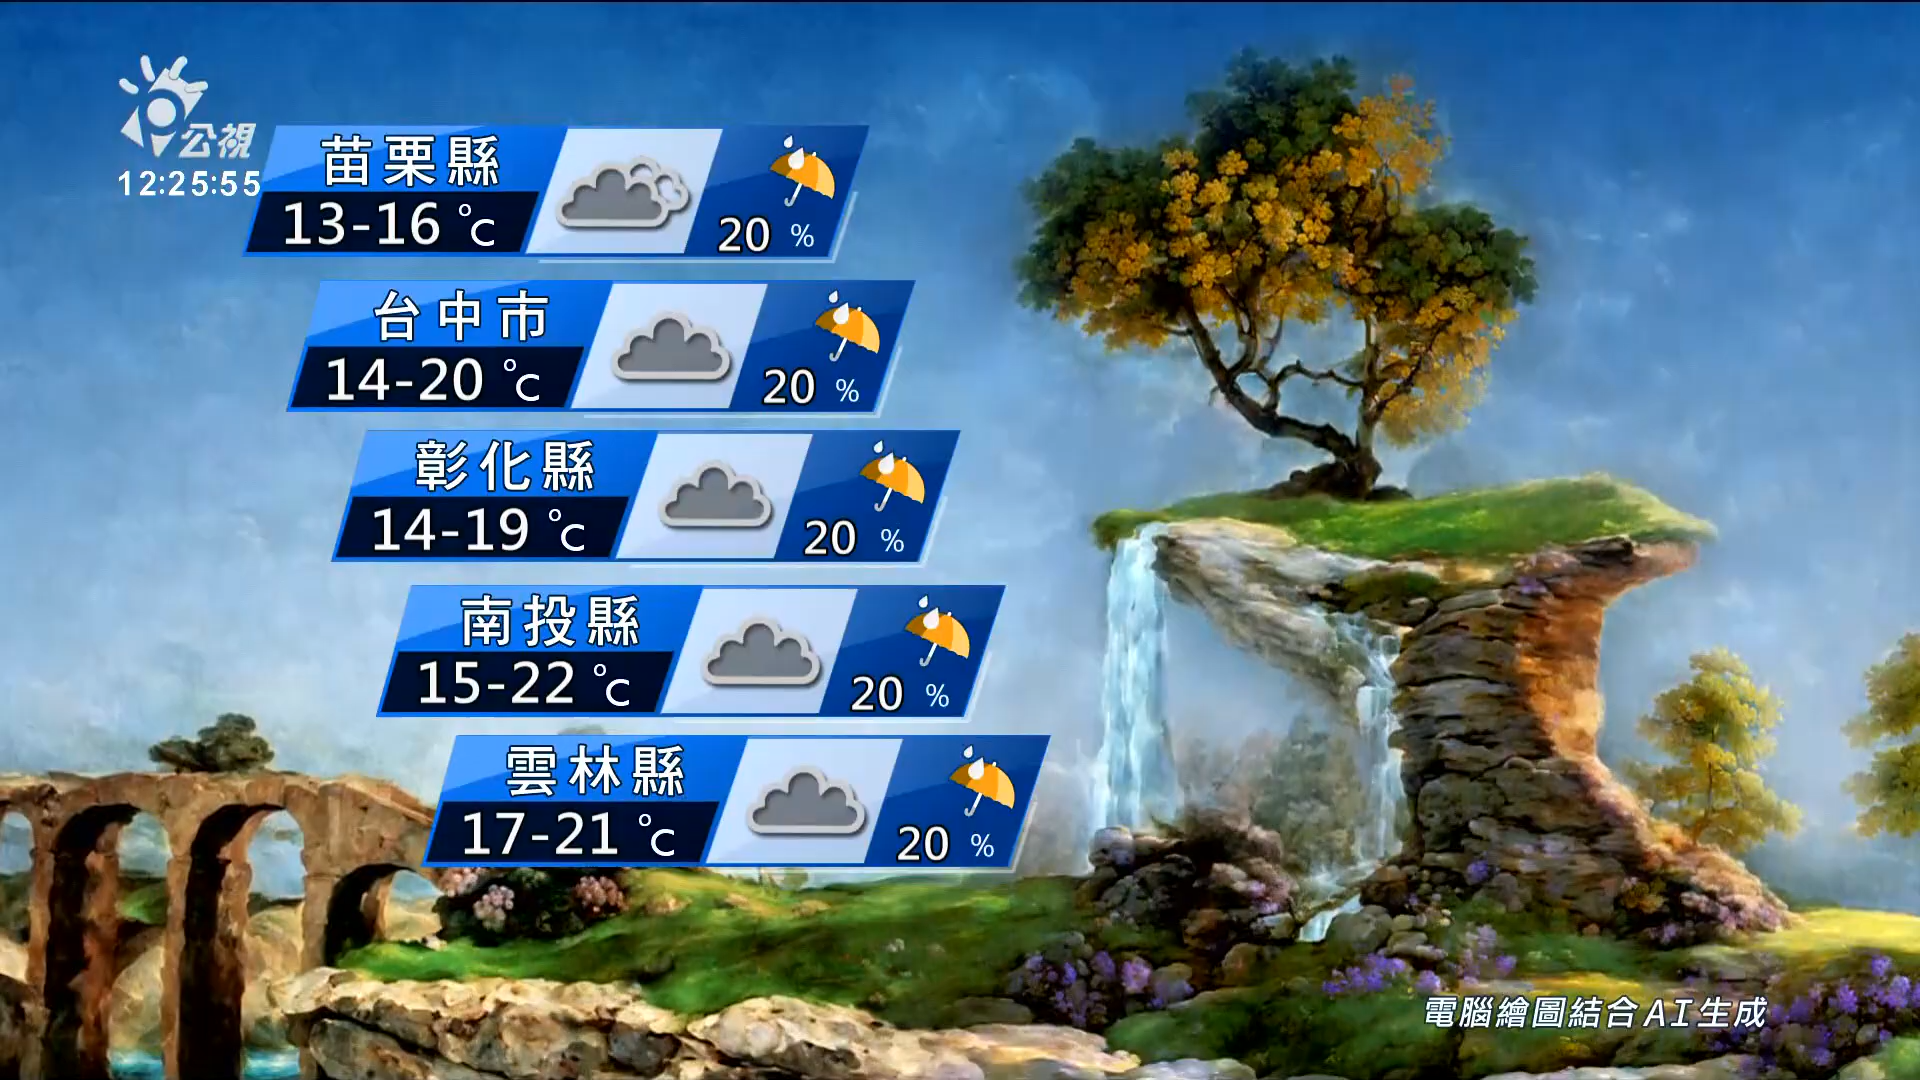 公視
12:25:55
苗栗縣
13-16 °C
20 %
台中市
14-20 °C
20 %
彰化縣
14-19 °C
20 %
南投縣
15-22 °C
20 %
雲林縣
17-21 °C
20 %
電腦繪圖結合AI生成